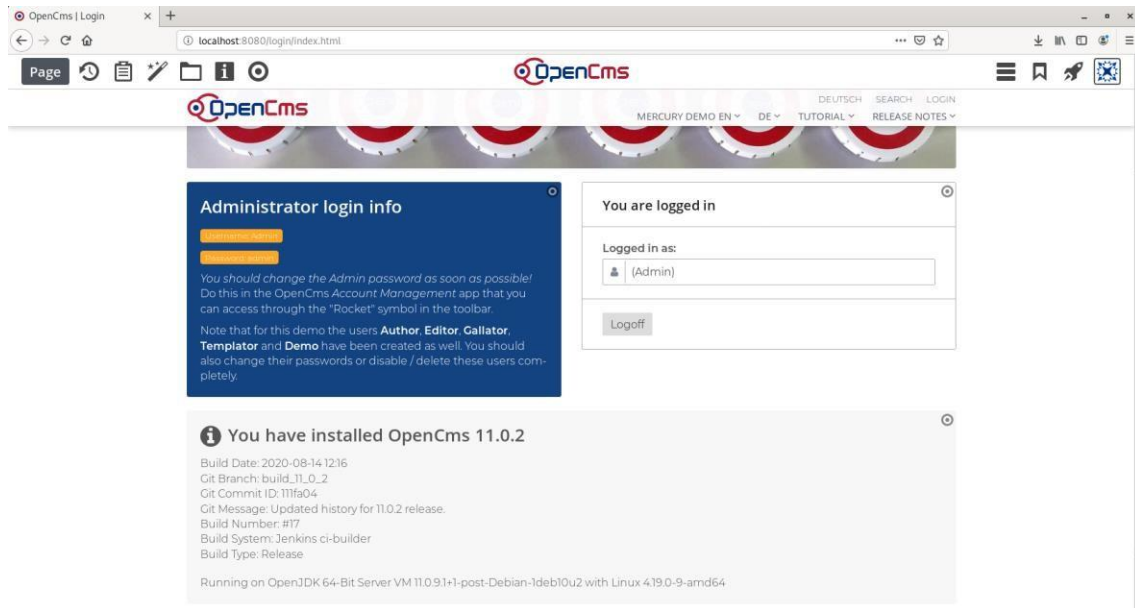 OpenCms | Login
localhost:8080/login/index.html
Page
OpenCms
OpenCms
DEUTSCH SEARCH LOGIN
MERCURY DEMO EN DE TUTORIAL RELEASE NOTES
Administrator login info
Username: Admin
Password: admin
You should change the Admin password as soon as possible!
Do this in the OpenCms Account Management app that you
can access through the "Rocket" symbol in the toolbar.
Note that for this demo the users Author, Editor, Gallator,
Templator and Demo have been created as well. You should
also change their passwords or disable / delete these users com-
pletely.
You are logged in
Logged in as:
(Admin)
Logoff
You have installed OpenCms 11.0.2
Build Date: 2020-08-14 12:16
Git Branch: build_11_0_2
Git Commit ID: 111fa04
Git Message: Updated history for 11.0.2 release.
Build Number: #17
Build System: Jenkins ci-builder
Build Type: Release
Running on OpenJDK 64-Bit Server VM 11.0.9.1+1-post-Debian-1deb10u2 with Linux 4.19.0-9-amd64